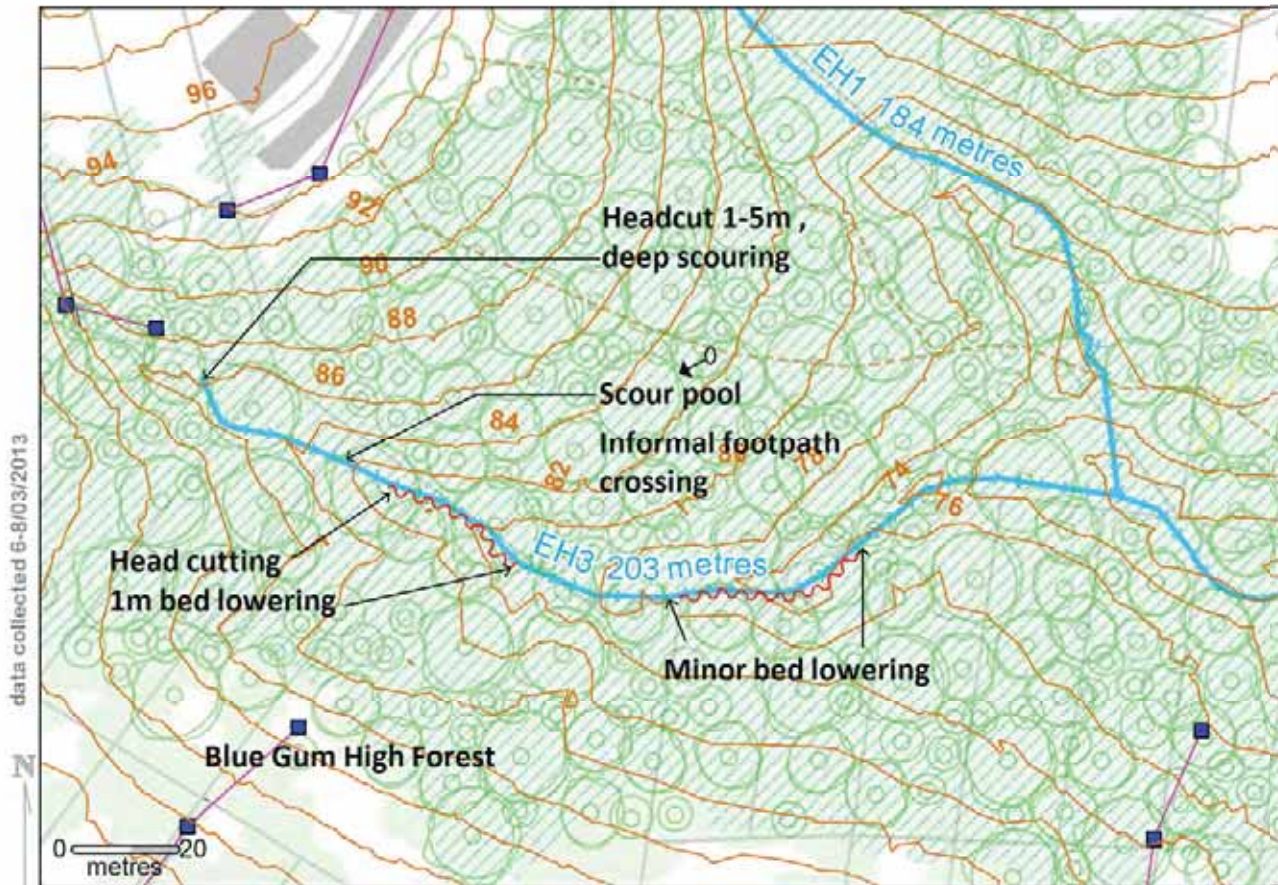 EH1 184 metres
96
94
92
Headcut 1-5m ,
deep scouring
90
88
86
0
Scour pool
84
Informal footpath
crossing
82
78
74
76
Head cutting
1m bed lowering
EH3 203 metres
Minor bed lowering
data collected 6-8/03/2013
N
Blue Gum High Forest
0 20
metres